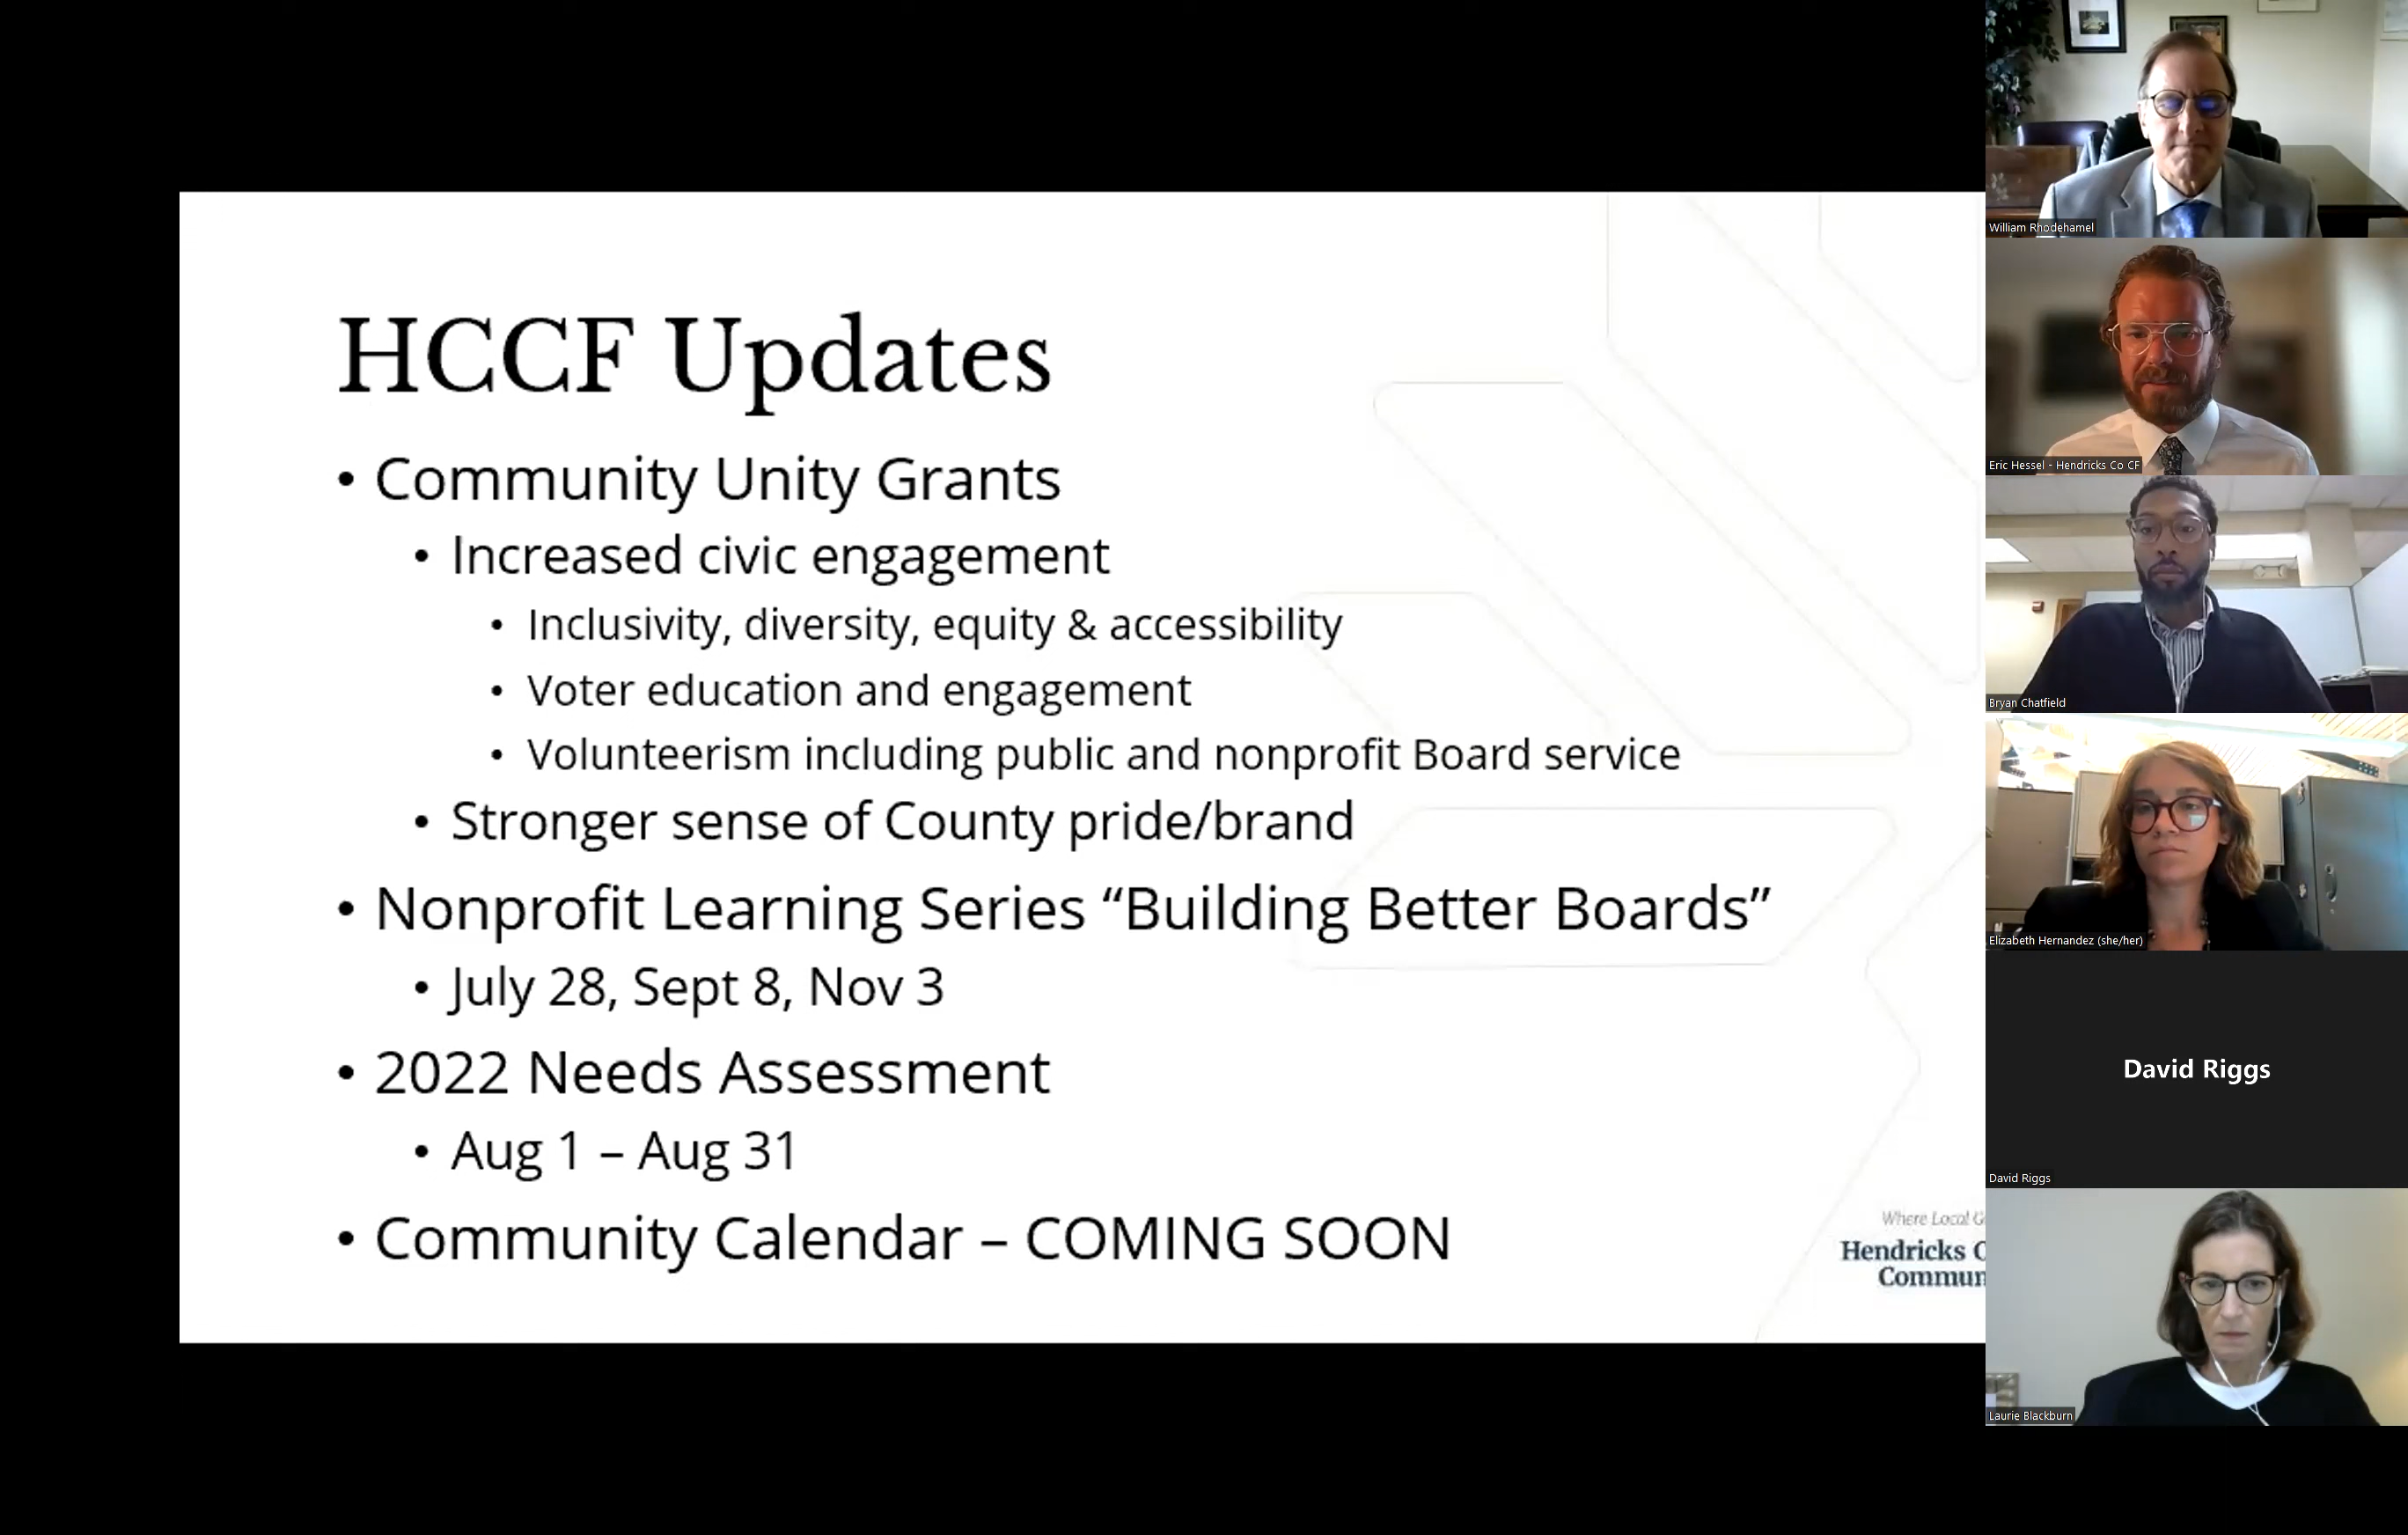 HCCF Updates
• Community Unity Grants
• Increased civic engagement
• Inclusivity, diversity, equity & accessibility
• Voter education and engagement
• Volunteerism including public and nonprofit Board service
• Stronger sense of County pride/brand
• Nonprofit Learning Series “Building Better Boards”
• July 28, Sept 8, Nov 3
• 2022 Needs Assessment
• Aug 1 – Aug 31
• Community Calendar – COMING SOON
Where Local
Hendricks
William Rhodehamel
Eric Hessel - Hendricks Co CF
Bryan Chatfield
Elizabeth Hernandez (she/her)
David Riggs
David Riggs
Laurie Blackburn